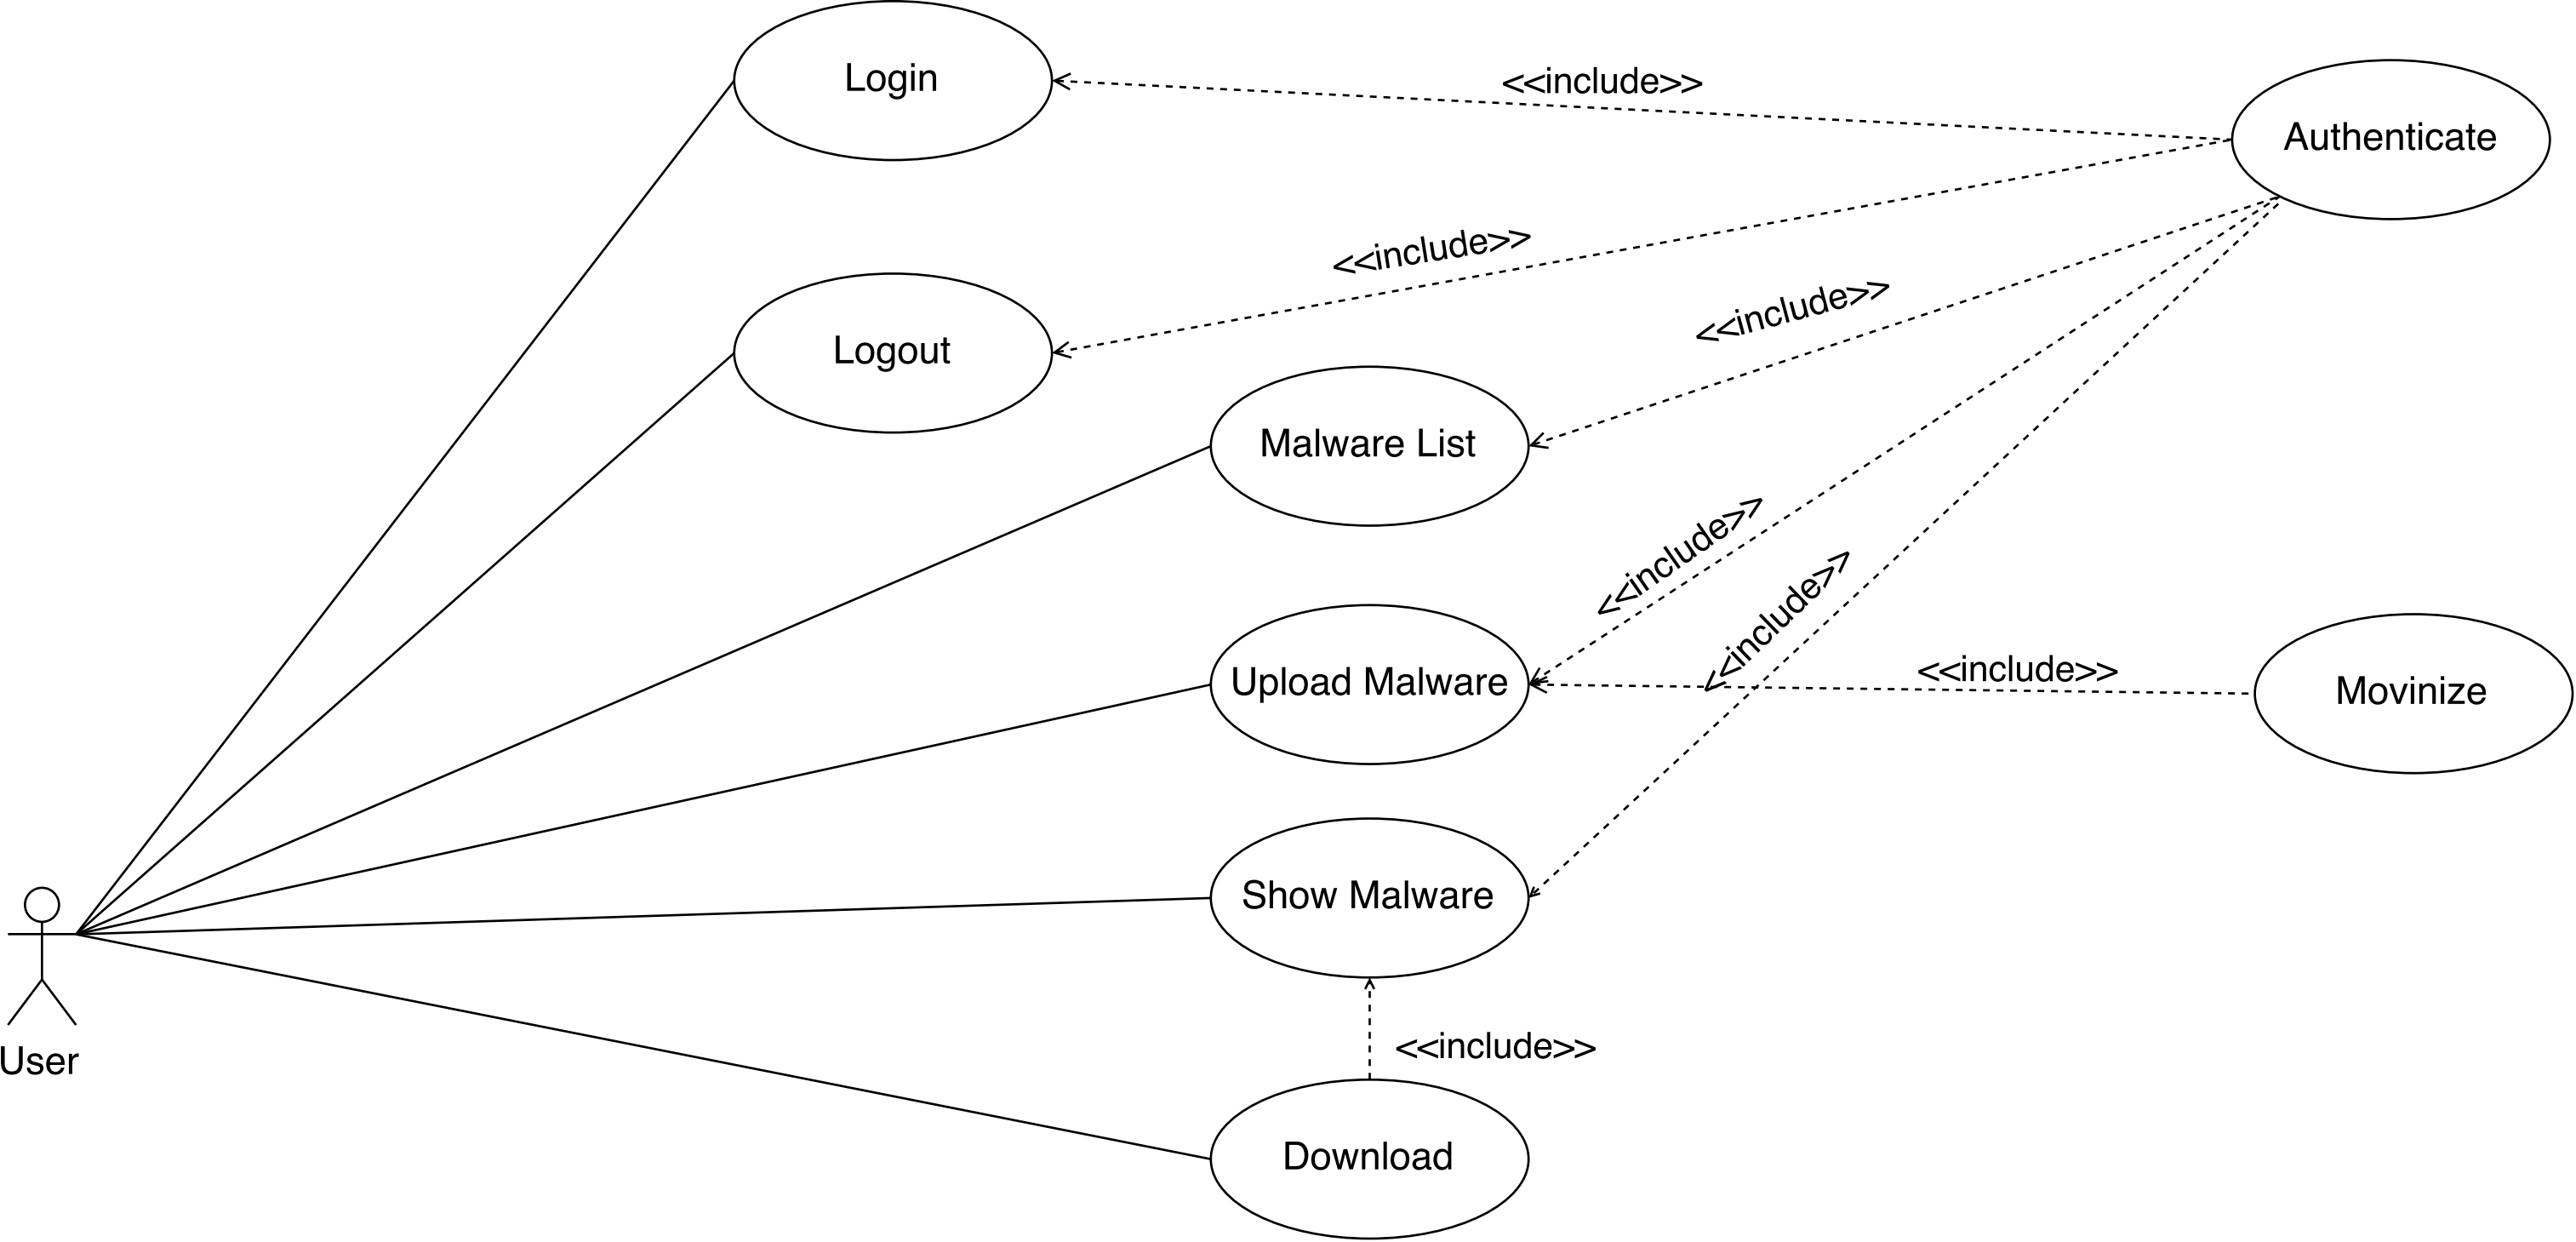 Login
<<include>>
Authenticate
<<include>>
Logout
<<include>>
Malware List
<<include>>
<<include>>
Upload Malware
<<include>>
Movinize
Show Malware
User
<<include>>
Download